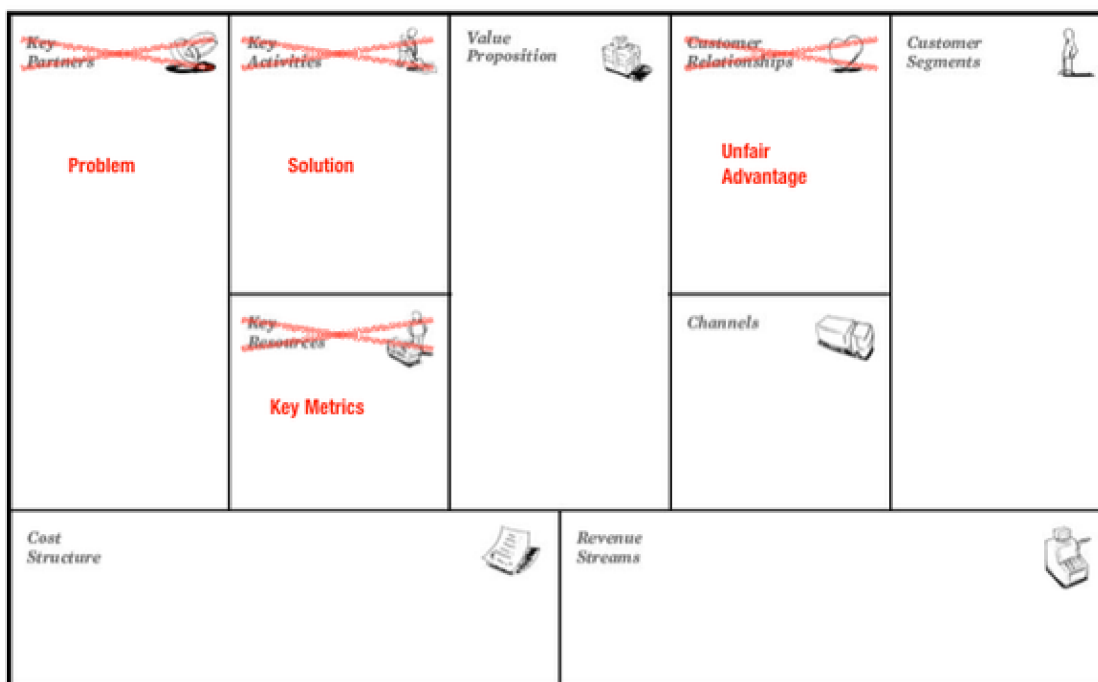 Key
Partners
Problem
Key
Activities
Solution
Key
Resources
Key Metrics
Value
Proposition
Customer
Relationships
Unfair
Advantage
Channels
Customer
Segments
Cost
Structure
Revenue
Streams